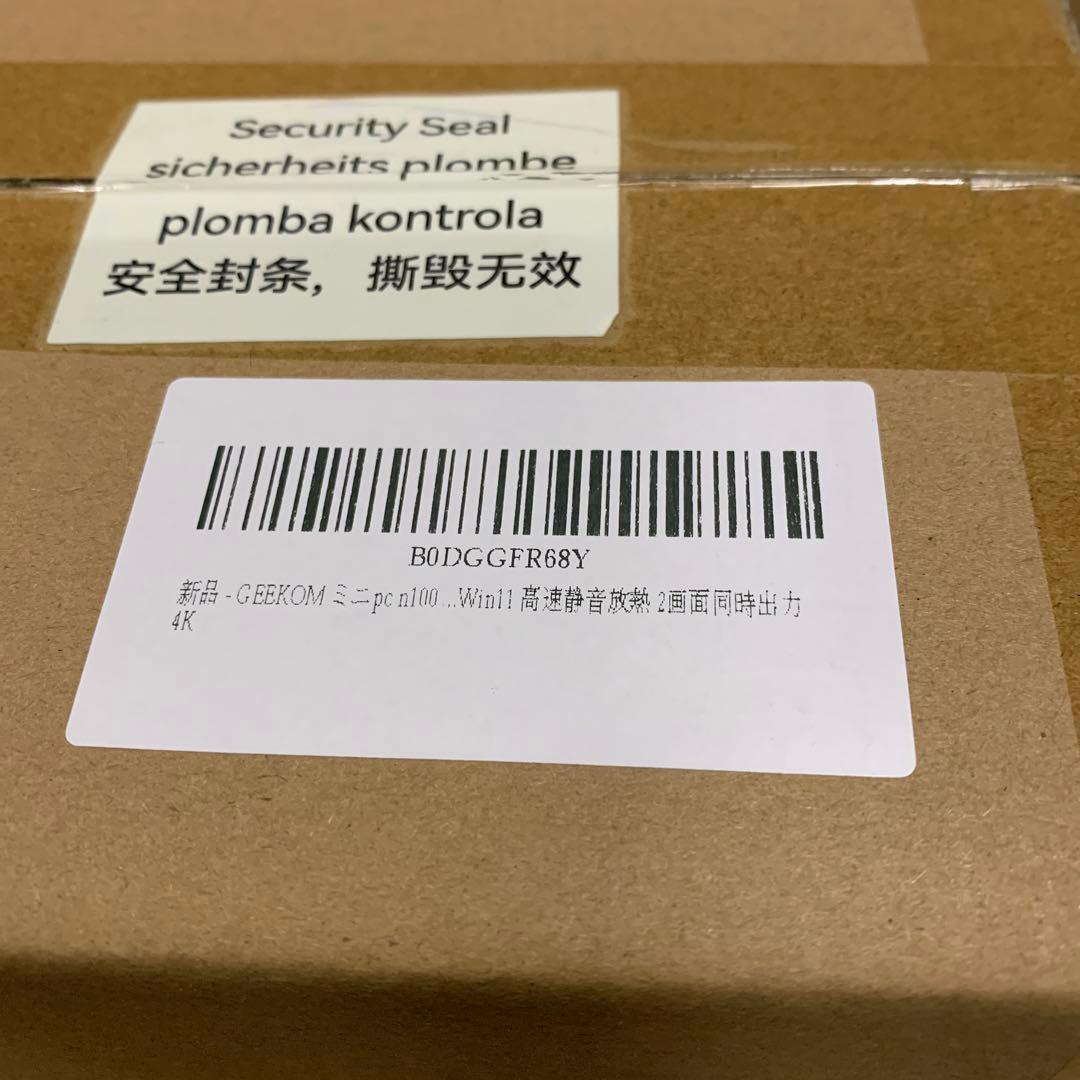 Security Seal
sicherheits plombe
plomba kontrola
安全封条，撕毁无效
B0DGGFR68Y
新品 - GEEKOM ミニpc n100 ...Win11 高速静音放熱 2画面同時出力
4K